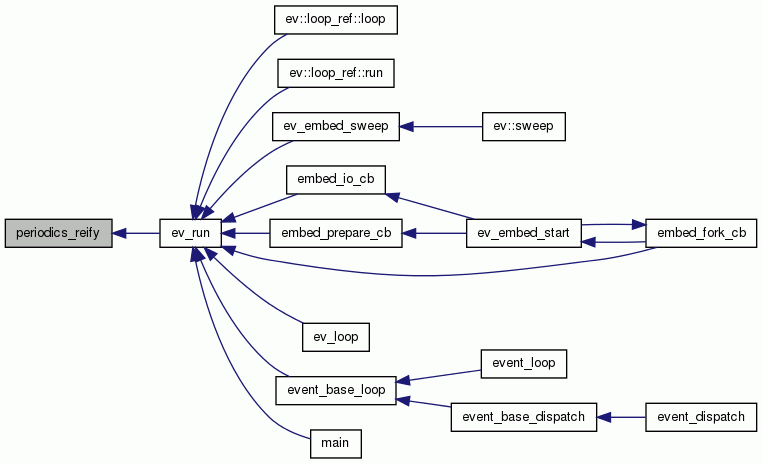 ev::loop_ref::loop
ev::loop_ref::run
ev_embed_sweep
ev::sweep
embed_io_cb
periodics_reify
ev_run
embed_prepare_cb
ev_embed_start
embed_fork_cb
ev_loop
event_loop
event_base_loop
event_base_dispatch
event_dispatch
main